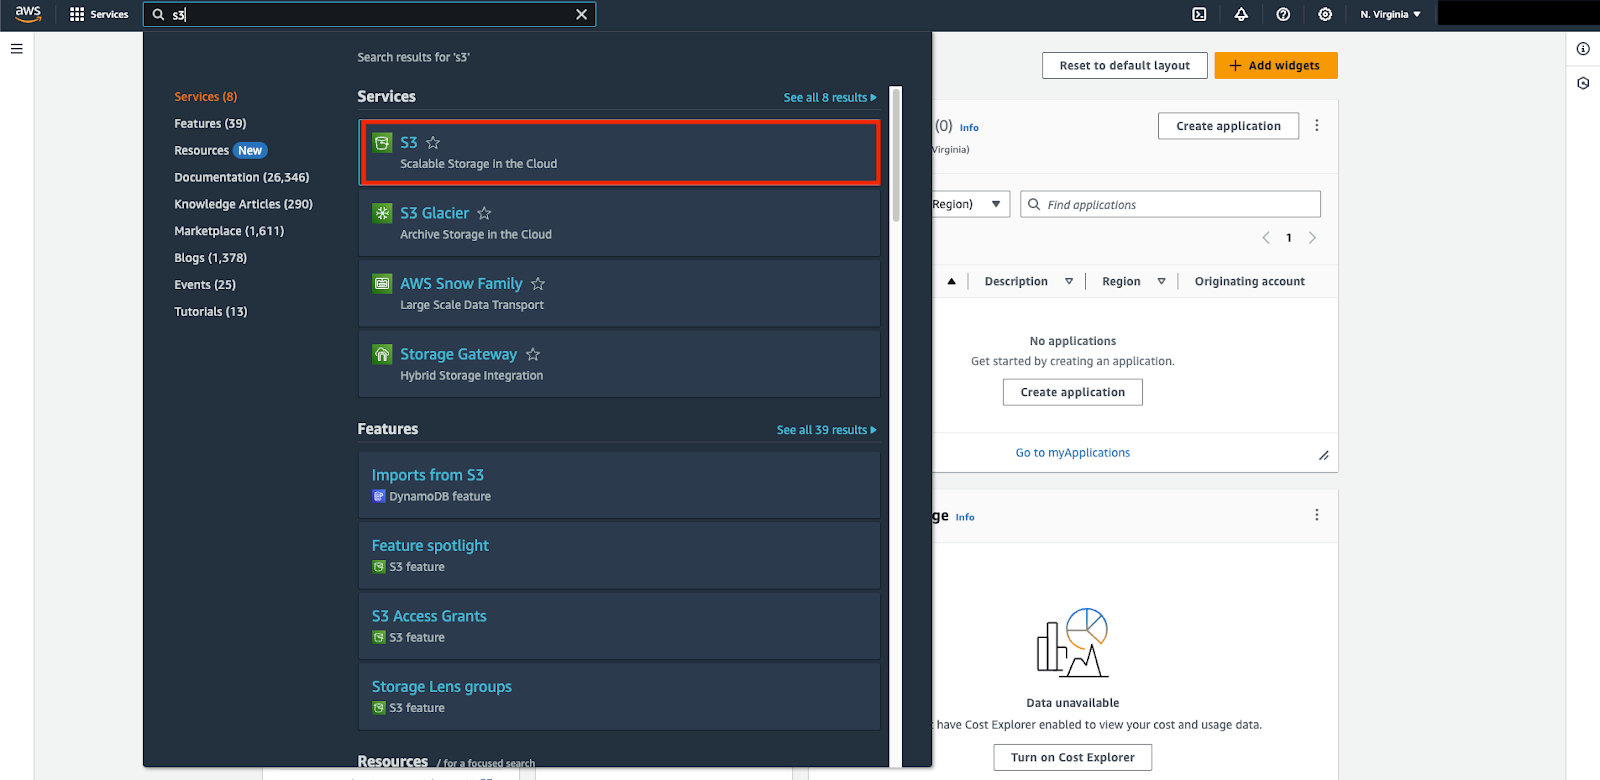 aws
Services
s3
N. Virginia
Search results for 's3'
Services (8)
Features (39)
Resources New
Documentation (26,346)
Knowledge Articles (290)
Marketplace (1,611)
Blogs (1,378)
Events (25)
Tutorials (13)
Services
See all 8 results
S3
Scalable Storage in the Cloud
S3 Glacier
Archive Storage in the Cloud
AWS Snow Family
Large Scale Data Transport
Storage Gateway
Hybrid Storage Integration
Features
See all 39 results
Imports from S3
DynamoDB feature
Feature spotlight
S3 feature
S3 Access Grants
S3 feature
Storage Lens groups
S3 feature
Resources / for a focused search
Reset to default layout
+ Add widgets
(0) Info
Virginia)
Create application
Region)
Find applications
1
Description
Region
Originating account
No applications
Get started by creating an application.
Create application
Go to myApplications
ge Info
Data unavailable
have Cost Explorer enabled to view your cost and usage data.
Turn on Cost Explorer